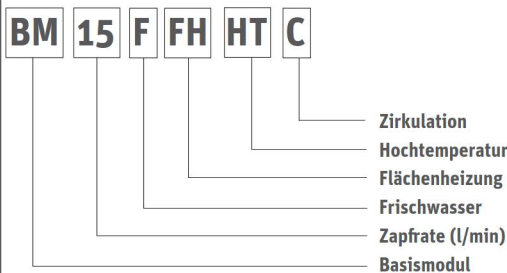 BM 15 F FH HT C
Zirkulation
Hochtemperatur
Flächenheizung
Frischwasser
Zapfrate (l/min)
Basismodul